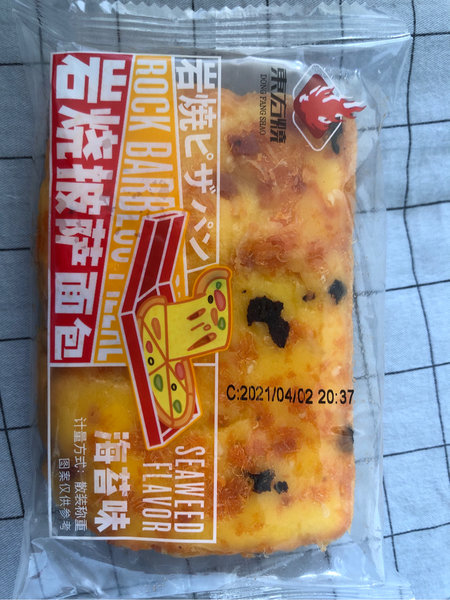 東方燒
DONG FANG SHAO
岩焼ピザパン
ROCK BARBECUE
岩烧披萨面包
C:2021/04/02 20:37
SEAWEED
FLAVOR
海苔味
计量方式：散装称重
图案仅供参考